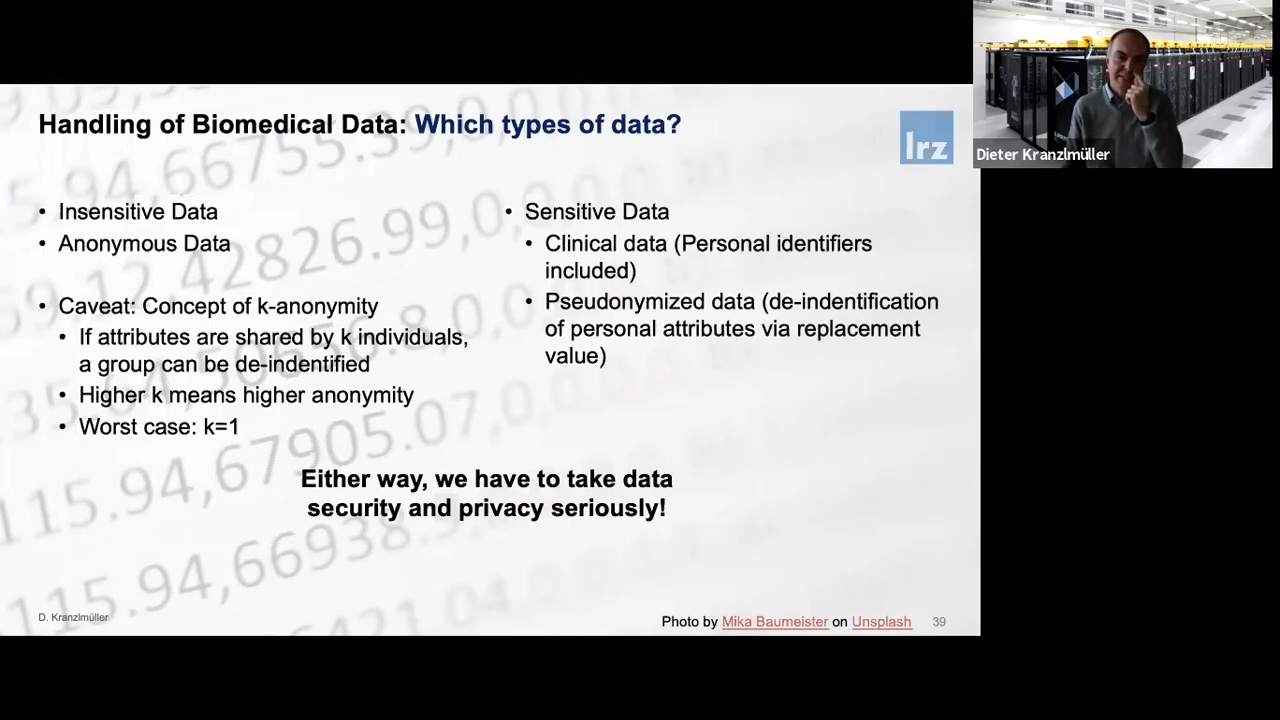 Handling of Biomedical Data: Which types of data?
lrz
Dieter Kranzlmüller
• Insensitive Data
• Anonymous Data
• Caveat: Concept of k-anonymity
• If attributes are shared by k individuals,
a group can be de-indentified
• Higher k means higher anonymity
• Worst case: k=1
• Sensitive Data
• Clinical data (Personal identifiers
included)
• Pseudonymized data (de-indentification
of personal attributes via replacement
value)
Either way, we have to take data
security and privacy seriously!
D. Kranzlmüller
Photo by Mika Baumeister on Unsplash
39